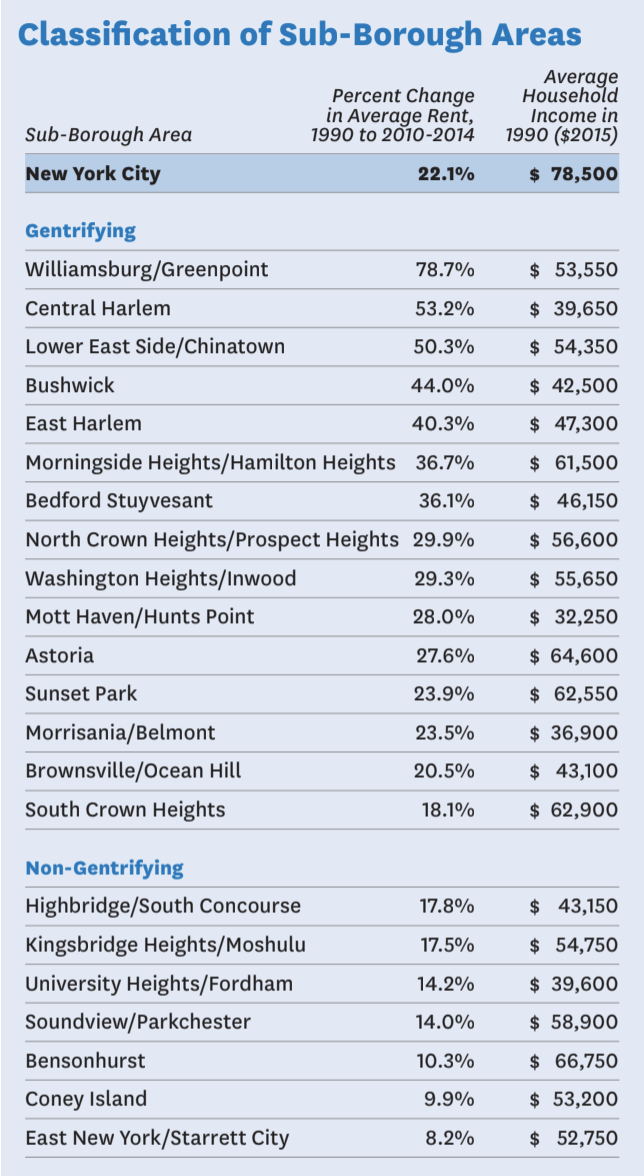 Classification of Sub-Borough Areas
Sub-Borough Area
Percent Change
in Average Rent,
1990 to 2010-2014
Average
Household
Income in
1990 ($2015)
New York City 22.1% $ 78,500
Gentrifying
Williamsburg/Greenpoint 78.7% $ 53,550
Central Harlem 53.2% $ 39,650
Lower East Side/Chinatown 50.3% $ 54,350
Bushwick 44.0% $ 42,500
East Harlem 40.3% $ 47,300
Morningside Heights/Hamilton Heights 36.7% $ 61,500
Bedford Stuyvesant 36.1% $ 46,150
North Crown Heights/Prospect Heights 29.9% $ 56,600
Washington Heights/Inwood 29.3% $ 55,650
Mott Haven/Hunts Point 28.0% $ 32,250
Astoria 27.6% $ 64,600
Sunset Park 23.9% $ 62,550
Morrisania/Belmont 23.5% $ 36,900
Brownsville/Ocean Hill 20.5% $ 43,100
South Crown Heights 18.1% $ 62,900
Non-Gentrifying
Highbridge/South Concourse 17.8% $ 43,150
Kingsbridge Heights/Moshulu 17.5% $ 54,750
University Heights/Fordham 14.2% $ 39,600
Soundview/Parkchester 14.0% $ 58,900
Bensonhurst 10.3% $ 66,750
Coney Island 9.9% $ 53,200
East New York/Starrett City 8.2% $ 52,750